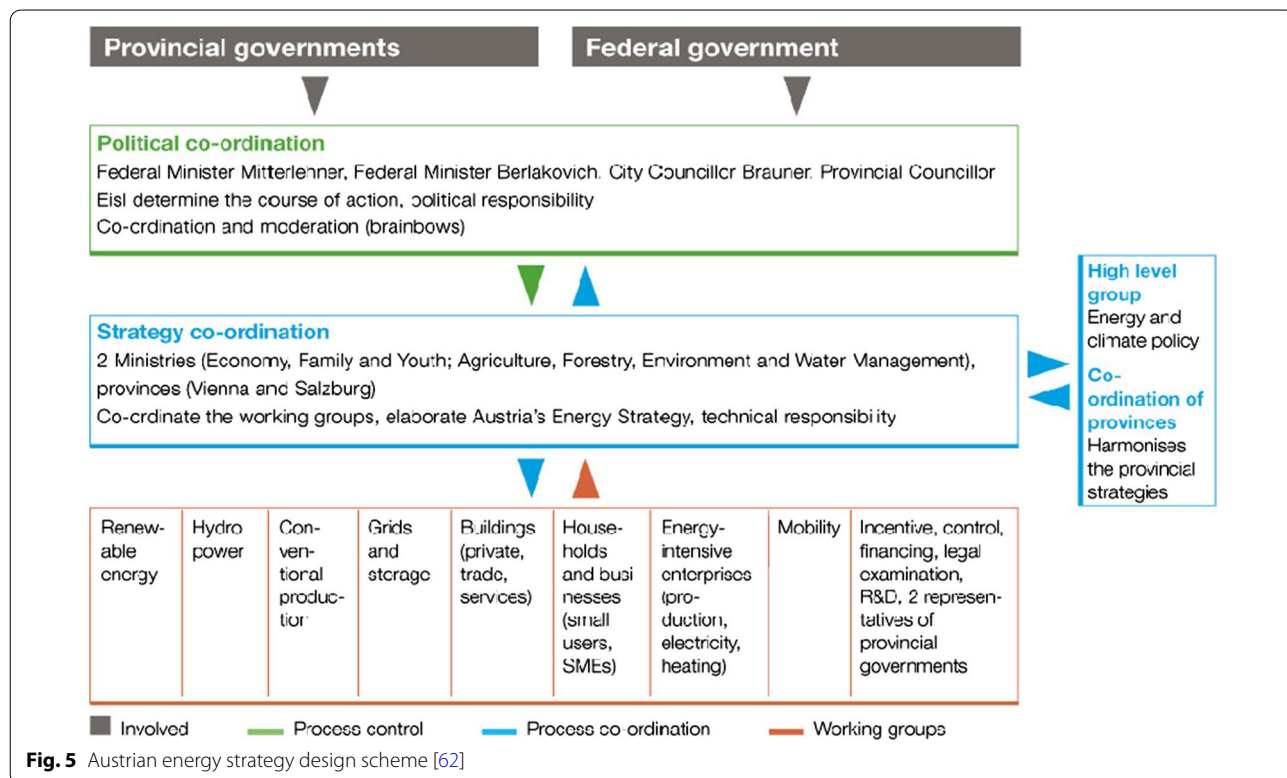 Provincial governments
Federal government
Political co-ordination
Federal Minister Mitterlehner, Federal Minister Berlakovich. City Councillor Brauner. Provincial Councillor
Eisl determine the course of action, political responsibility
Co-ordination and moderation (brainbows)
Strategy co-ordination
2 Ministries (Economy, Family and Youth; Agriculture, Forestry, Environment and Water Management),
provinces (Vienna and Salzburg)
Co-ordinate the working groups, elaborate Austria's Energy Strategy, technical responsibility
High level
group
Energy and
climate policy
Co-
ordination of
provinces
Harmonises
the provincial
strategies
Renew-
able
energy
Hydro
power
Con-
ven-
tional
produc-
tion
Grids
and
storage
Buildings
(private,
trade,
services)
House-
holds
and busi
nesses
(small
users,
SMEs)
Energy-
intensive
enterprises
(pro-
duction,
electricity,
heating)
Mobility
Incentive, control,
financing, legal
examination,
R&D, 2 represen-
tatives of
provincial
governments
Involved
Process control
Process co-ordination
Working groups
Fig. 5 Austrian energy strategy design scheme [62]